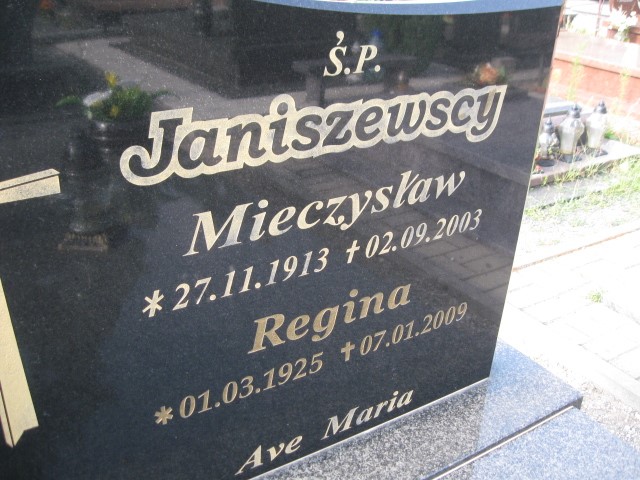 Ś.P.
Janiszewscy
Mieczysław
*27.11.1913 †02.09.2003
Regina
*01.03.1925 †07.01.2009
Ave Maria